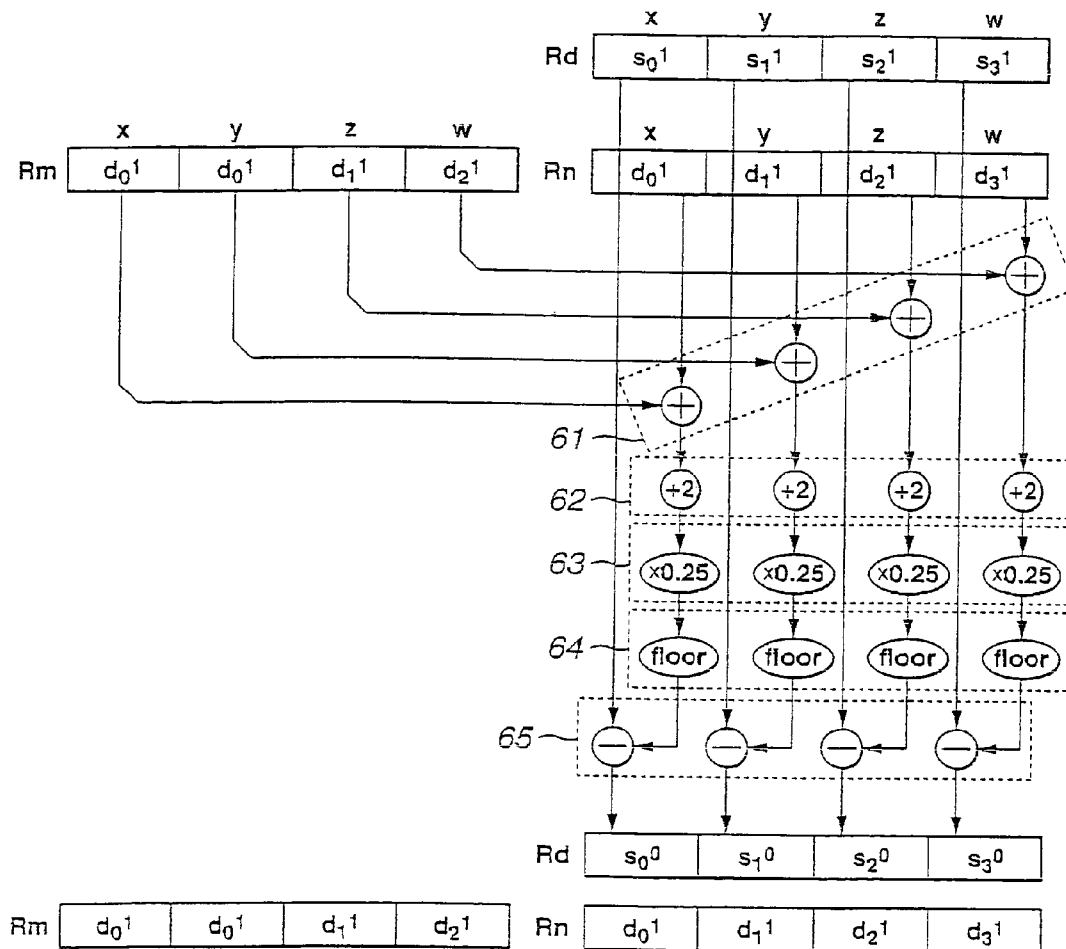 x y z w
Rd s₀¹ s₁¹ s₂¹ s₃¹
x y z w
Rm d₀¹ d₀¹ d₁¹ d₂¹
x y z w
Rn d₀¹ d₁¹ d₂¹ d₃¹
+
+
+
+
61
62 ÷2 ÷2 ÷2 ÷2
63 ×0.25 ×0.25 ×0.25 ×0.25
64 floor floor floor floor
65 − − − −
Rd s₀⁰ s₁⁰ s₂⁰ s₃⁰
Rm d₀¹ d₀¹ d₁¹ d₂¹
Rn d₀¹ d₁¹ d₂¹ d₃¹